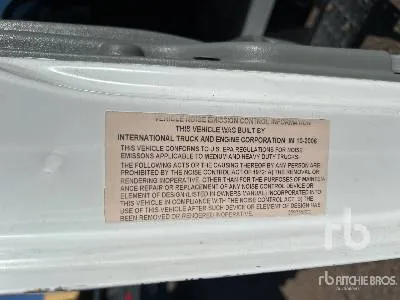 VEHICLE NOISE EMISSION CONTROL INFORMATION
THIS VEHICLE WAS BUILT BY
INTERNATIONAL TRUCK AND ENGINE CORPORATION IN 10-2006
THIS VEHICLE CONFORMS TO U.S. EPA REGULATIONS FOR NOISE
EMISSONS APPLICABLE TO MEDIUM AND HEAVY DUTY TRUCKS.
THE FOLLOWING ACTS OR THE CAUSING THEREOF BY ANY PERSON ARE
PROHIBITED BY THE NOISE CONTROL ACT OF 1972: A) THE REMOVAL OR
RENDERING INOPERATIVE, OTHER THAN FOR THE PURPOSES OF MAINTEN-
ANCE REPAIR OR REPLACEMENT OF ANY NOISE CONTROL DEVICE OR
ELEMENT OF DESIGN (LISTED IN OWNERS MANUAL) INCORPORATED INTO
THIS VEHICLE IN COMPLIANCE WITH THE NOISE CONTROL ACT. B) THE
USE OF THIS VEHICLE AFTER SUCH DEVICE OR ELEMENT OF DESIGN HAS
BEEN REMOVED OR RENDERED INOPERATIVE.
rb
rb RITCHIE BROS.
Auctioneers